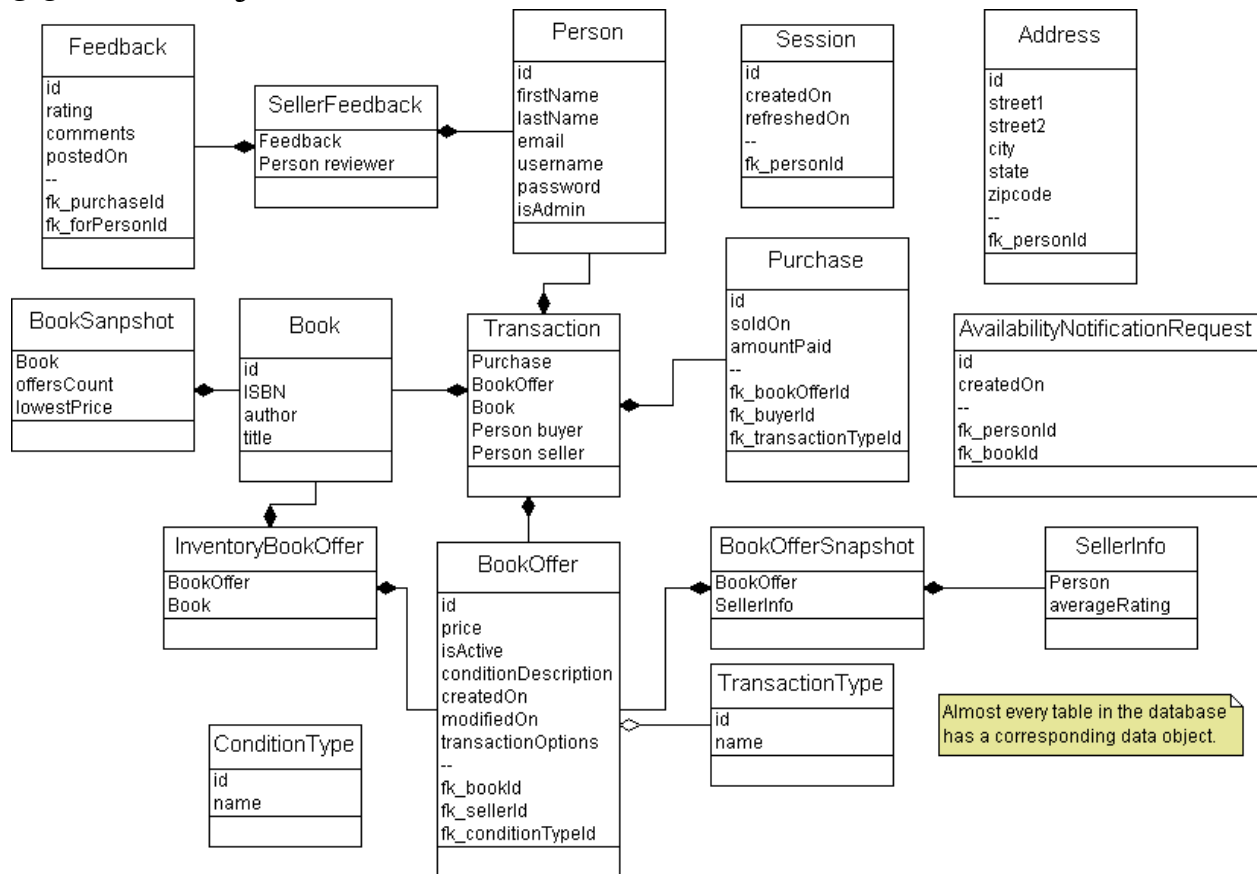 Feedback
id
rating
comments
postedOn
--
fk_purchaseId
fk_forPersonId
SellerFeedback
Feedback
Person reviewer
Person
id
firstName
lastName
email
username
password
isAdmin
Session
id
createdOn
refreshedOn
--
fk_personId
Address
id
street1
street2
city
state
zipcode
--
fk_personId
BookSanpshot
Book
offersCount
lowestPrice
Book
id
ISBN
author
title
Transaction
Purchase
BookOffer
Book
Person buyer
Person seller
Purchase
id
soldOn
amountPaid
--
fk_bookOfferId
fk_buyerId
fk_transactionTypeId
AvailabilityNotificationRequest
id
createdOn
--
fk_personId
fk_bookId
InventoryBookOffer
BookOffer
Book
BookOffer
id
price
isActive
conditionDescription
createdOn
modifiedOn
transactionOptions
--
fk_bookId
fk_sellerId
fk_conditionTypeId
BookOfferSnapshot
BookOffer
SellerInfo
SellerInfo
Person
averageRating
ConditionType
id
name
TransactionType
id
name
Almost every table in the database
has a corresponding data object.